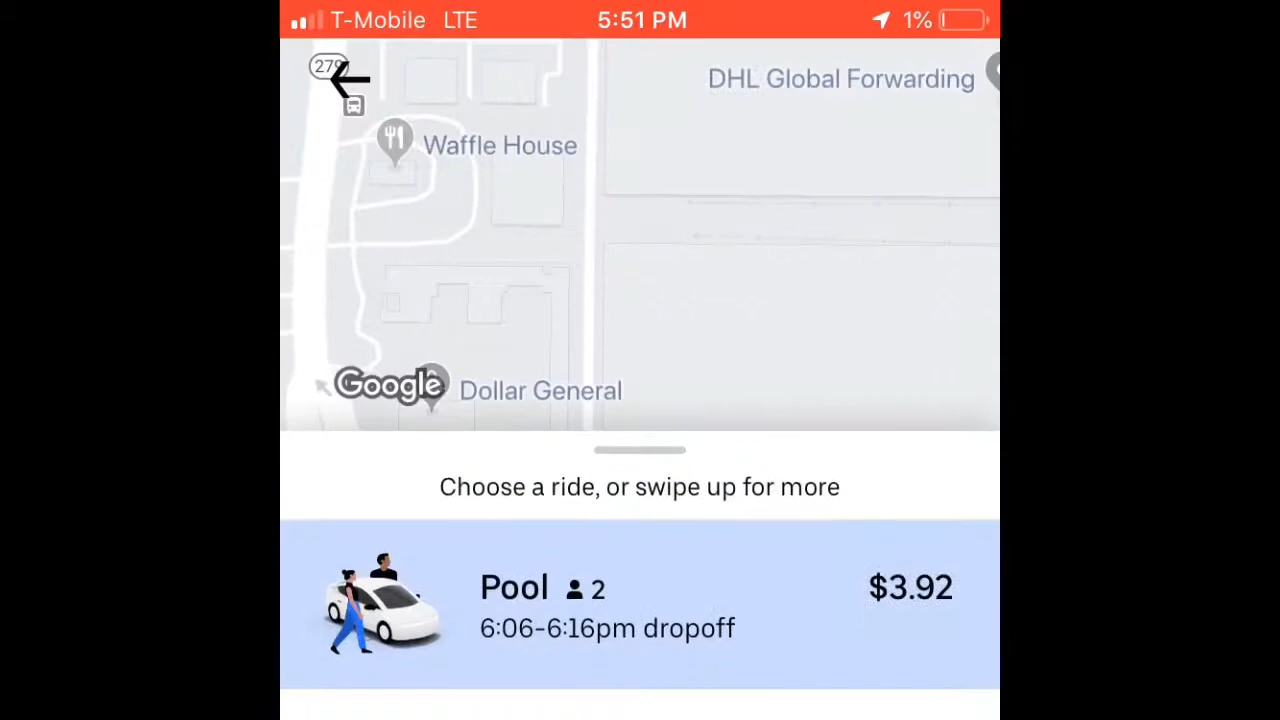 T-Mobile LTE 5:51 PM 1%
279
DHL Global Forwarding
Waffle House
Google
Dollar General
Choose a ride, or swipe up for more
Pool 2 $3.92
6:06-6:16pm dropoff